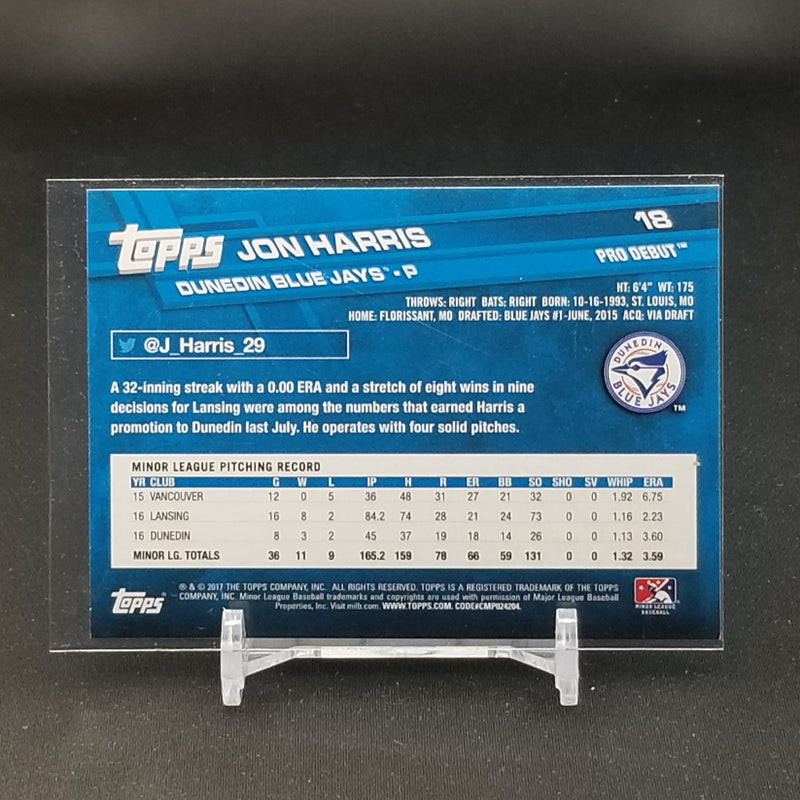 topps JON HARRIS 18
DUNEDIN BLUE JAYS™ - P PRO DEBUT™
HT: 6'4" WT: 175
THROWS: RIGHT BATS: RIGHT BORN: 10-16-1993, ST. LOUIS, MO
HOME: FLORISSANT, MO DRAFTED: BLUE JAYS #1-JUNE, 2015 ACQ: VIA DRAFT
@J_Harris_29
DUNEDIN BLUE JAYS ™
A 32-inning streak with a 0.00 ERA and a stretch of eight wins in nine
decisions for Lansing were among the numbers that earned Harris a
promotion to Dunedin last July. He operates with four solid pitches.
MINOR LEAGUE PITCHING RECORD
YR CLUB G W L IP H R ER BB SO SHO SV WHIP ERA
15 VANCOUVER 12 0 5 36 48 31 27 21 32 0 0 1.92 6.75
16 LANSING 16 8 2 84.2 74 28 21 24 73 0 0 1.16 2.23
16 DUNEDIN 8 3 2 45 37 19 18 14 26 0 0 1.13 3.60
MINOR LG. TOTALS 36 11 9 165.2 159 78 66 59 131 0 0 1.32 3.59
topps®
® & © 2017 THE TOPPS COMPANY, INC. ALL RIGHTS RESERVED. TOPPS IS A REGISTERED TRADEMARK OF THE TOPPS
COMPANY, INC. Minor League Baseball trademarks and copyrights are used with permission of Major League Baseball
Properties, Inc. Visit milb.com. WWW.TOPPS.COM. CODE#CMP024204.
MINOR LEAGUE
BASEBALL